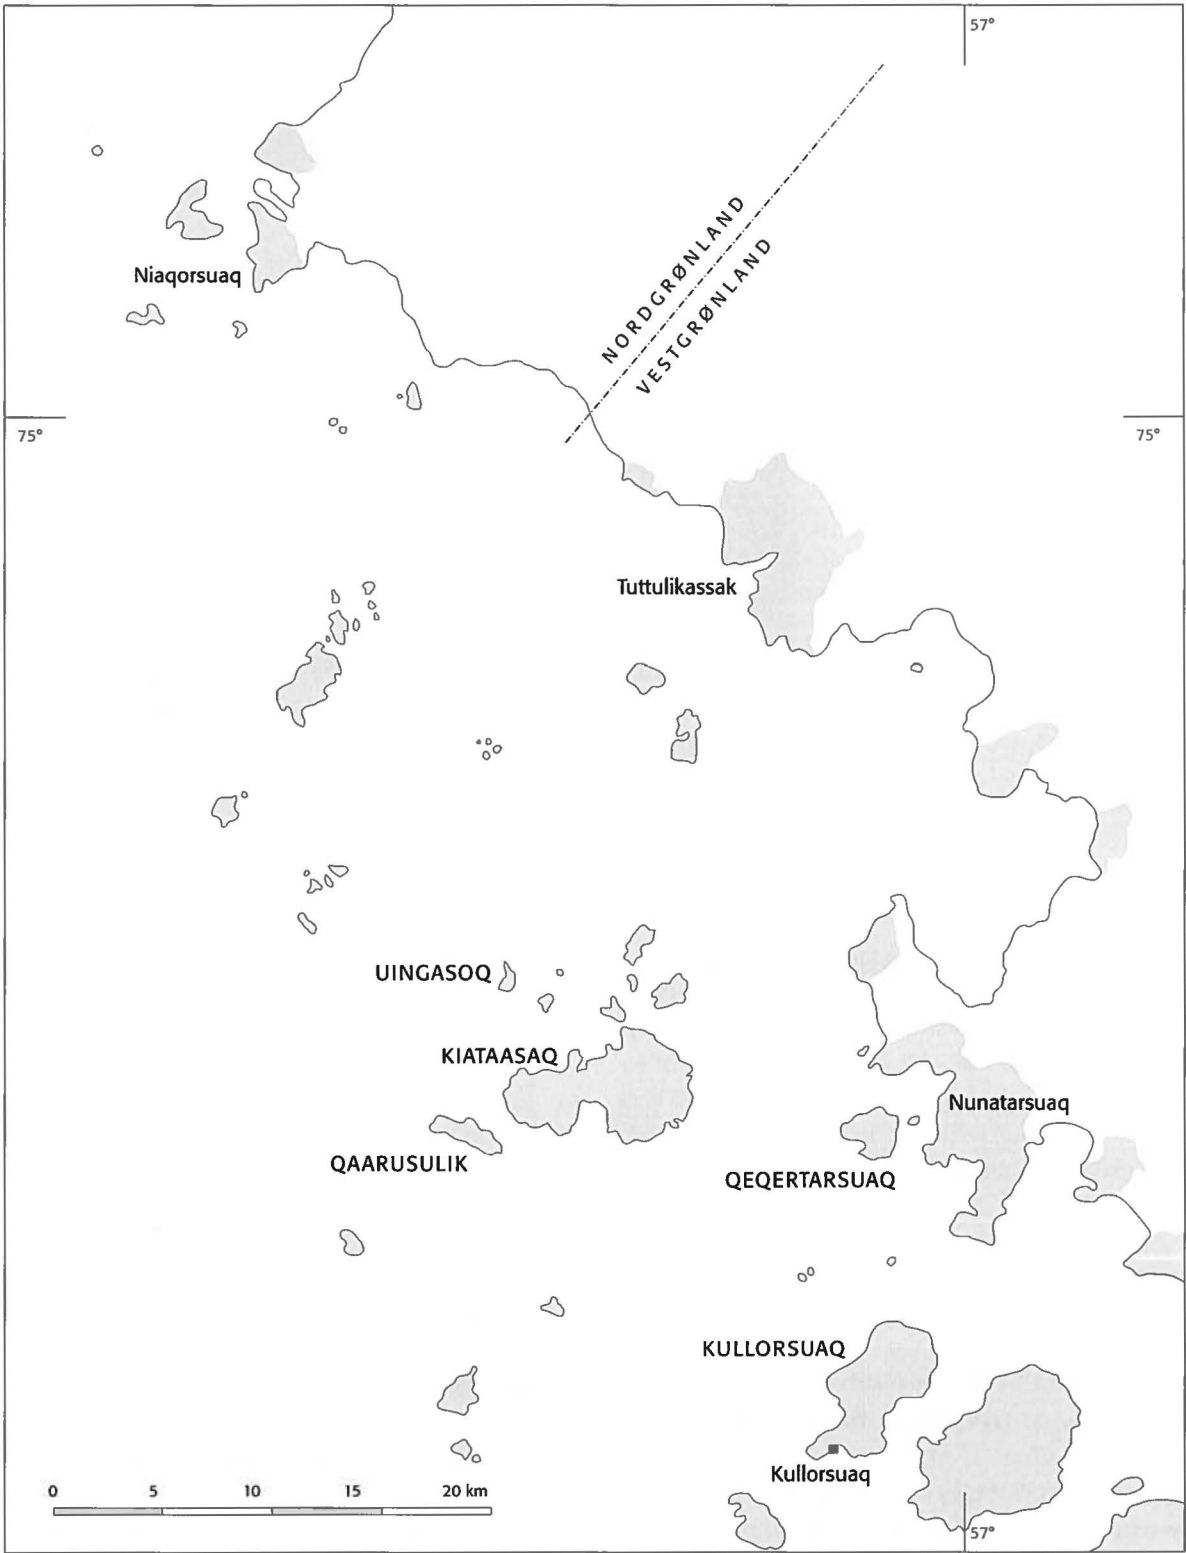 57°
NORDGRØNLAND
VESTGRØNLAND
Niaqorsuaq
75°
75°
Tuttulikassak
UINGASOQ
KIATAASAQ
Nunatarsuaq
QAARUSULIK
QEQERTARSUAQ
KULLORSUAQ
Kullorsuaq
0 5 10 15 20 km
57°